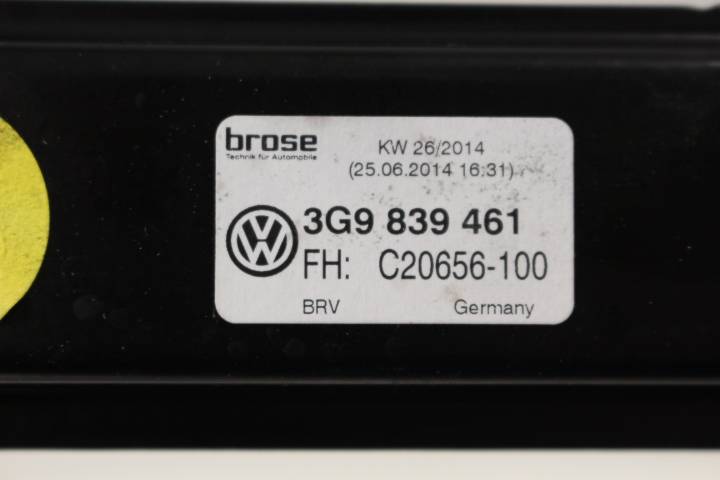 brose
Technik für Automobile
KW 26/2014
(25.06.2014 16:31)
3G9 839 461
FH: C20656-100
BRV Germany